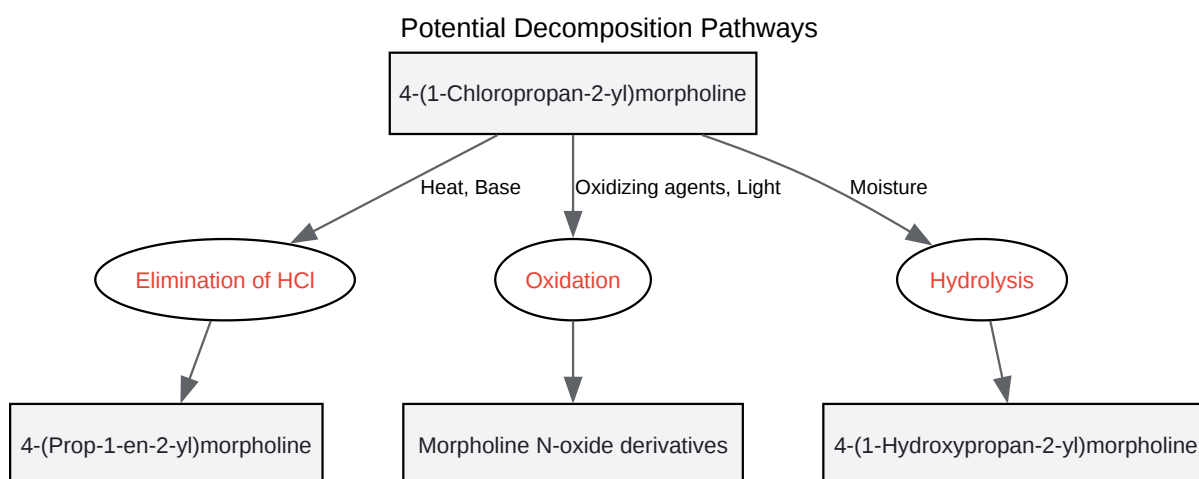 Potential Decomposition Pathways
4-(1-Chloropropan-2-yl)morpholine
Heat, Base
Oxidizing agents, Light
Moisture
Elimination of HCl
Oxidation
Hydrolysis
4-(Prop-1-en-2-yl)morpholine
Morpholine N-oxide derivatives
4-(1-Hydroxypropan-2-yl)morpholine